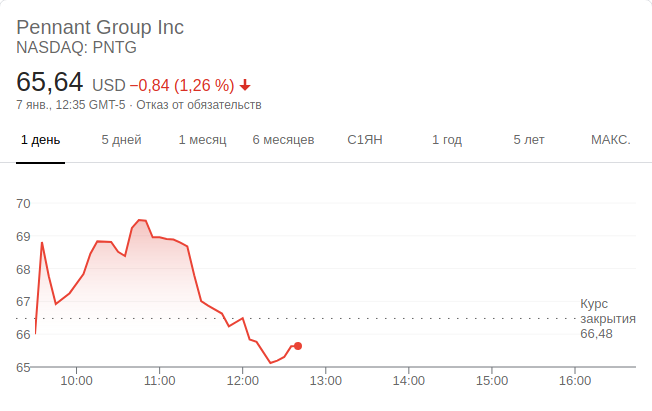 Pennant Group Inc
NASDAQ: PNTG
65,64 USD −0,84 (1,26 %)
7 янв., 12:35 GMT-5 · Отказ от обязательств
1 день 5 дней 1 месяц 6 месяцев С1ЯН 1 год 5 лет МАКС.
70
69
68
67
Курс
закрытия
66,48
66
65
10:00 11:00 12:00 13:00 14:00 15:00 16:00